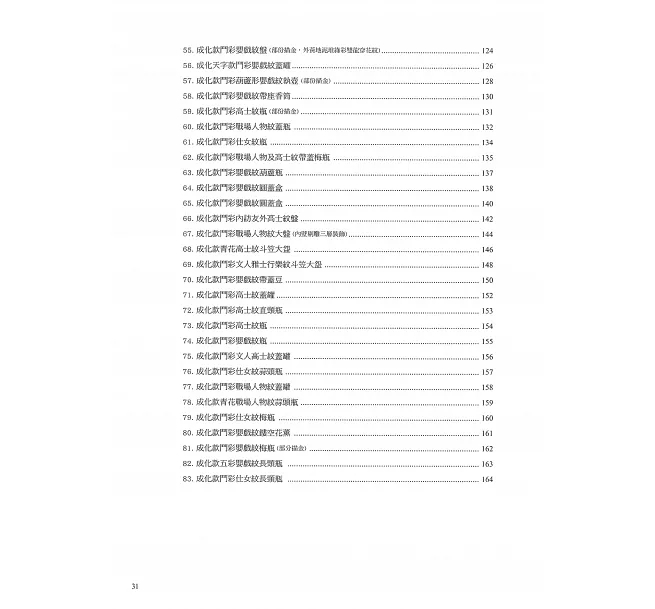 55. 成化款鬥彩嬰戲紋盤 (部份描金，外荷地泥堆綠彩雙龍穿花紋) 124
56. 成化天字款鬥彩嬰戲紋蓋罐 126
57. 成化款鬥彩葫蘆形嬰戲紋執壺 (部份描金) 128
58. 成化款鬥彩嬰戲紋帶座香筒 130
59. 成化款鬥彩高士紋瓶 (部份描金) 131
60. 成化款鬥彩戰場人物紋蓋瓶 132
61. 成化款鬥彩仕女紋瓶 134
62. 成化款鬥彩戰場人物及高士紋帶蓋梅瓶 135
63. 成化款鬥彩嬰戲紋葫蘆瓶 137
64. 成化款鬥彩嬰戲紋圓蓋盒 138
65. 成化款鬥彩嬰戲紋圓蓋盒 140
66. 成化款鬥彩內訪友外高士紋盤 142
67. 成化款鬥彩戰場人物紋大盤 (內壁剔雕三層裝飾) 144
68. 成化款青花高士紋斗笠大盌 146
69. 成化款鬥彩文人雅士行樂紋斗笠大盌 148
70. 成化款鬥彩嬰戲紋帶蓋豆 150
71. 成化款鬥彩高士紋蓋罐 152
72. 成化款鬥彩高士紋直頸瓶 153
73. 成化款鬥彩高士紋瓶 154
74. 成化款鬥彩嬰戲紋瓶 155
75. 成化款鬥彩文人高士紋蓋罐 156
76. 成化款鬥彩仕女紋蒜頭瓶 157
77. 成化款鬥彩戰場人物紋蓋罐 158
78. 成化款青花戰場人物紋蒜頭瓶 159
79. 成化款鬥彩仕女紋梅瓶 160
80. 成化款鬥彩嬰戲紋鏤空花薰 161
81. 成化款鬥彩嬰戲紋梅瓶 (部分描金) 162
82. 成化款五彩嬰戲紋長頸瓶 163
83. 成化款鬥彩仕女紋長頸瓶 164
31